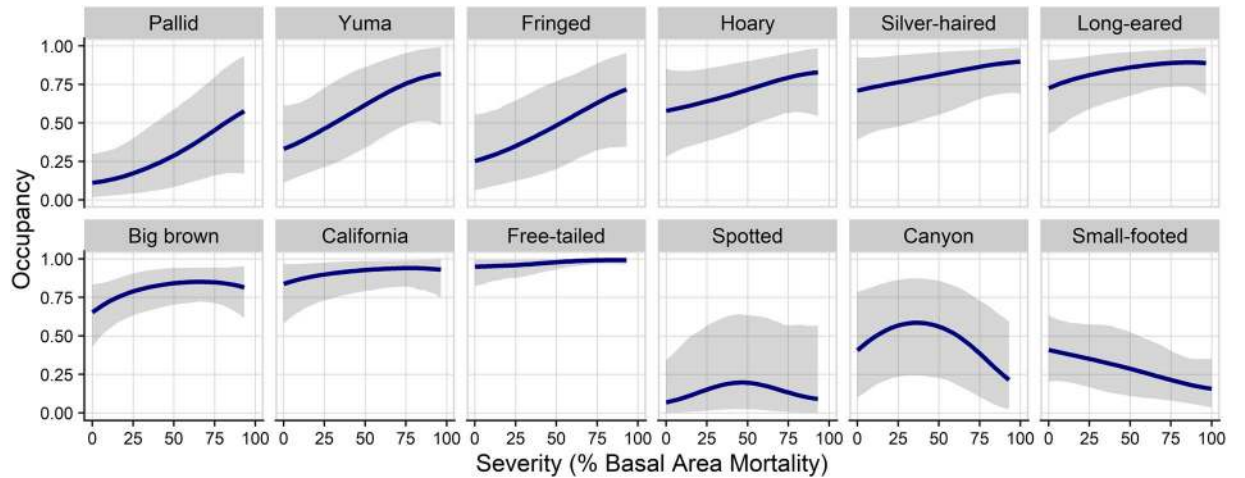 Pallid Yuma Fringed Hoary Silver-haired Long-eared
1.00
0.75
0.50
0.25
0.00
Big brown California Free-tailed Spotted Canyon Small-footed
1.00
0.75
0.50
0.25
0.00
0 25 50 75 100 0 25 50 75 100 0 25 50 75 100 0 25 50 75 100 0 25 50 75 100 0 25 50 75 100
Occupancy
Severity (% Basal Area Mortality)